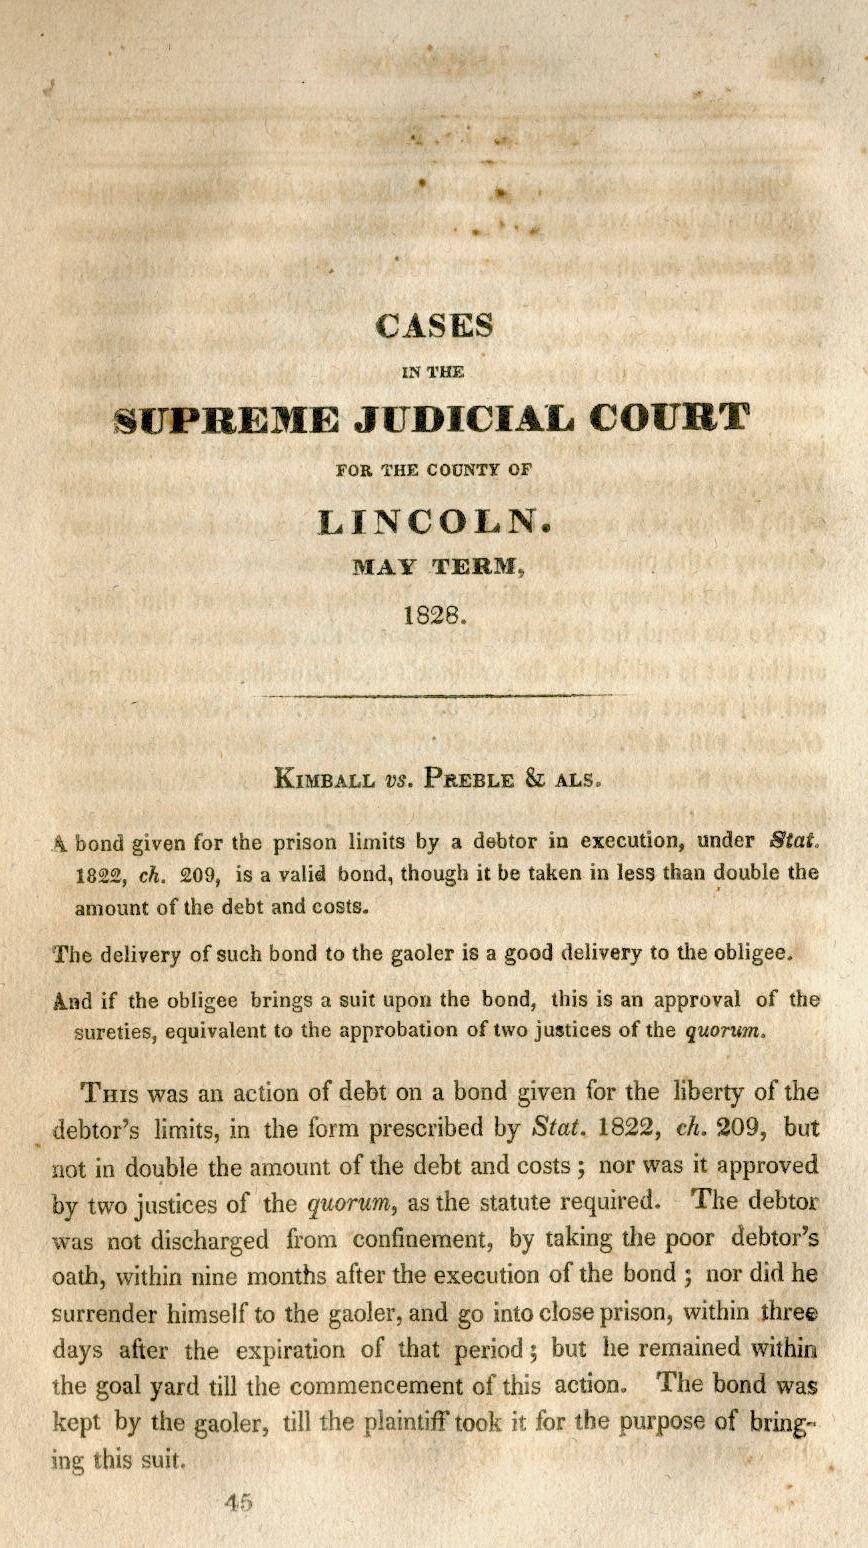 CASES
IN THE
SUPREME JUDICIAL COURT
FOR THE COUNTY OF
LINCOLN.
MAY TERM,
1828.
KIMBALL vs. PREBLE & ALS.
A bond given for the prison limits by a debtor in execution, under Stat.
1822, ch. 209, is a valid bond, though it be taken in less than double the
amount of the debt and costs.
The delivery of such bond to the gaoler is a good delivery to the obligee.
And if the obligee brings a suit upon the bond, this is an approval of the
sureties, equivalent to the approbation of two justices of the quorum.
THIS was an action of debt on a bond given for the liberty of the
debtor's limits, in the form prescribed by Stat. 1822, ch. 209, but
not in double the amount of the debt and costs ; nor was it approved
by two justices of the quorum, as the statute required. The debtor
was not discharged from confinement, by taking the poor debtor's
oath, within nine months after the execution of the bond ; nor did he
surrender himself to the gaoler, and go into close prison, within three
days after the expiration of that period ; but he remained within
the goal yard till the commencement of this action. The bond was
kept by the gaoler, till the plaintiff took it for the purpose of bring-
ing this suit.
45